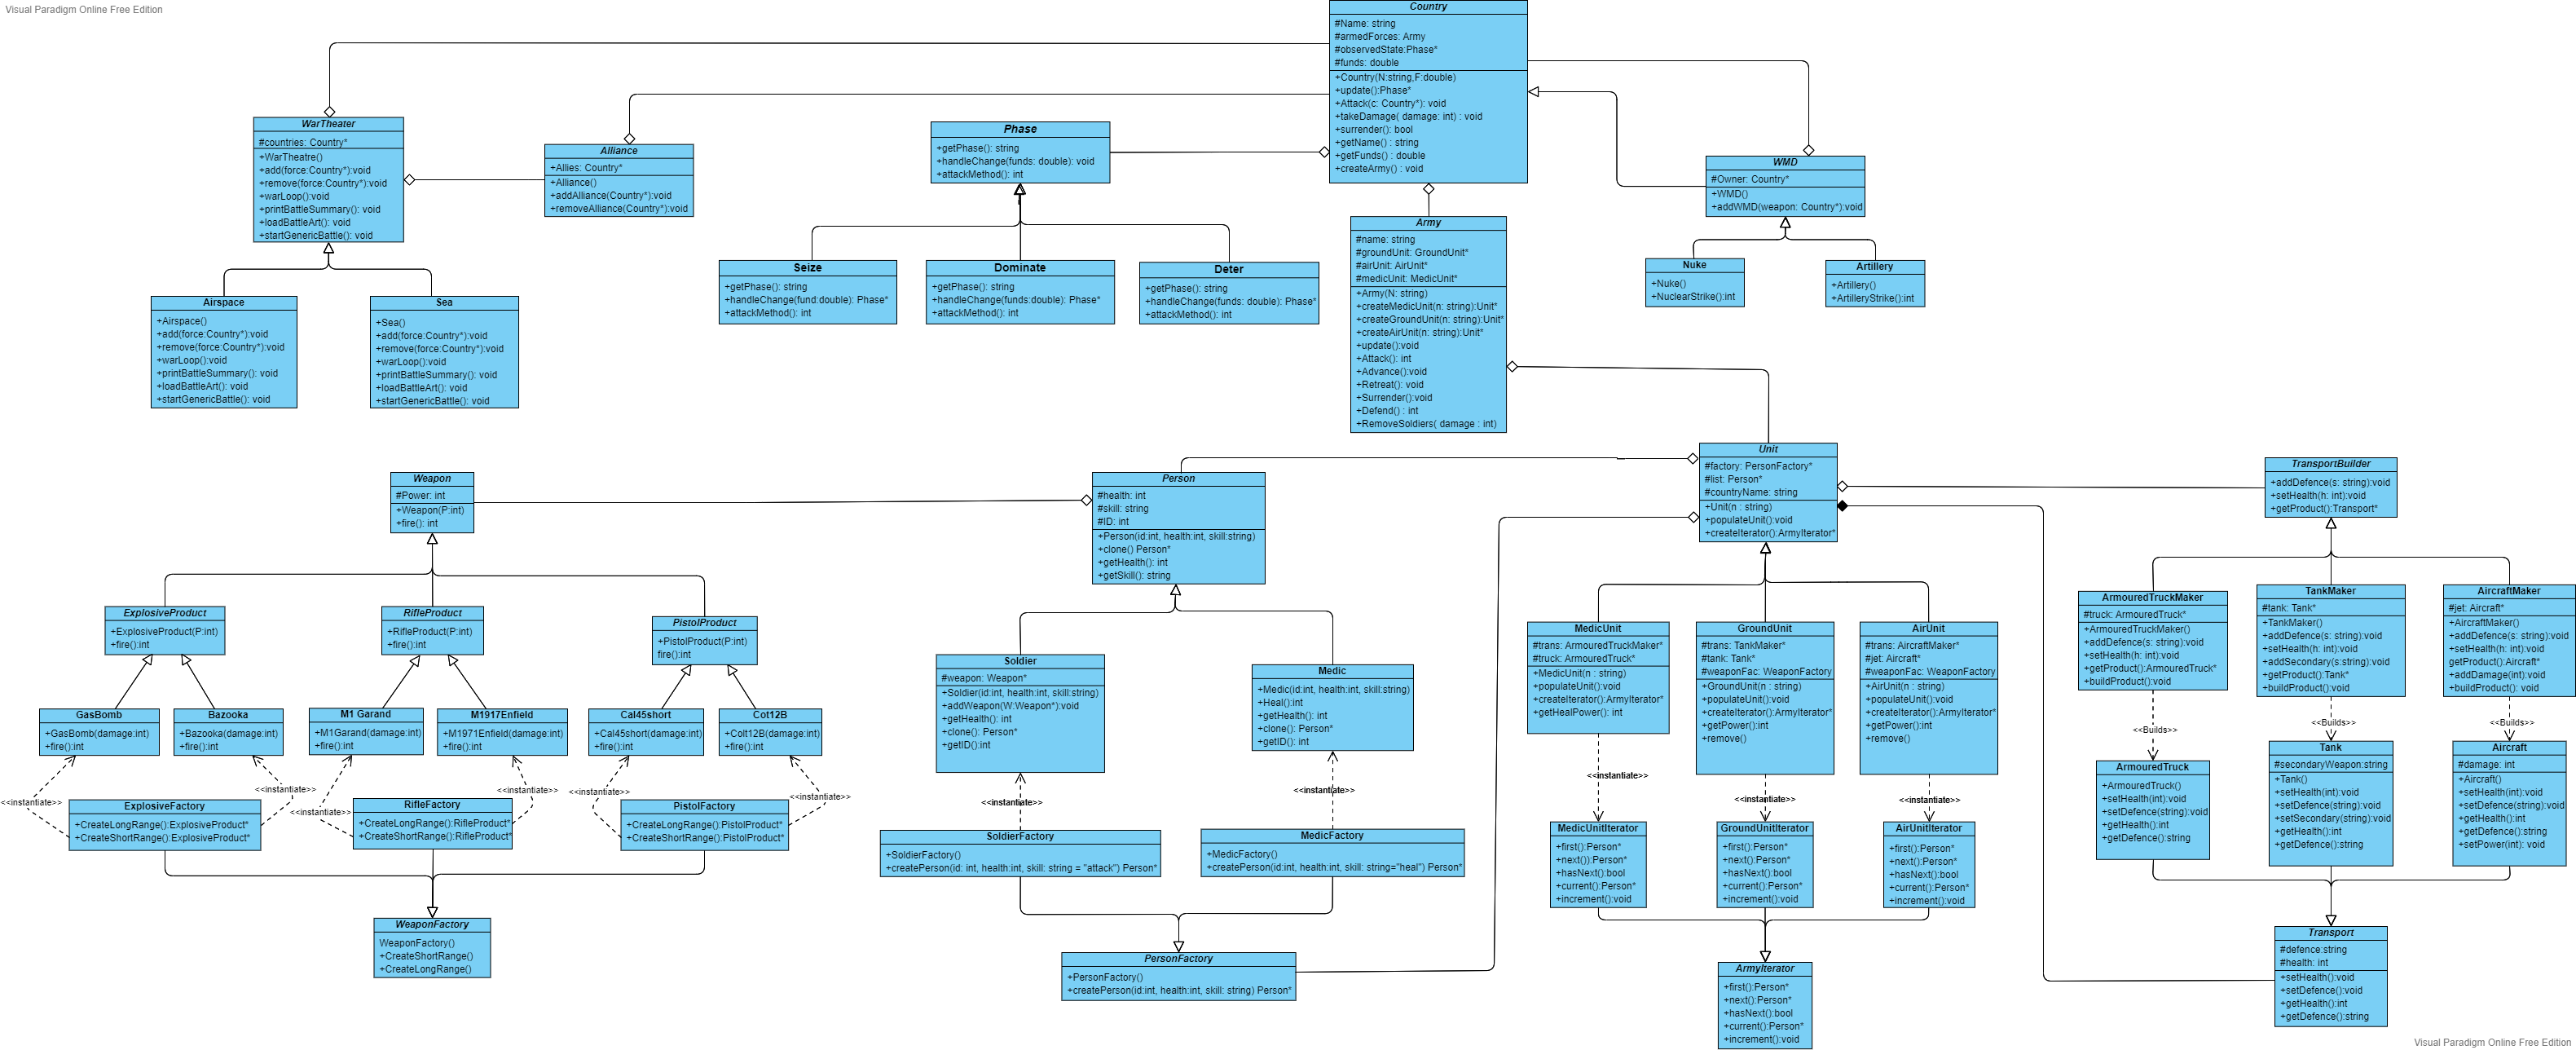 Visual Paradigm Online Free Edition
Country
#Name: string
#armedForces: Army
#observedState:Phase*
#funds: double
+Country(N:string,F:double)
+update():Phase*
+Attack(c: Country*): void
+takeDamage( damage: int) : void
+surrender(): bool
+getName() : string
+getFunds() : double
+createArmy() : void
WarTheater
#countries: Country*
+WarTheatre()
+add(force:Country*):void
+remove(force:Country*):void
+warLoop():void
+printBattleSummary(): void
+loadBattleArt(): void
+startGenericBattle(): void
Alliance
+Allies: Country*
+Alliance()
+addAlliance(Country*):void
+removeAlliance(Country*):void
Phase
+getPhase(): string
+handleChange(funds: double): void
+attackMethod(): int
WMD
#Owner: Country*
+WMD()
+addWMD(weapon: Country*):void
Airspace
+Airspace()
+add(force:Country*):void
+remove(force:Country*):void
+warLoop():void
+printBattleSummary(): void
+loadBattleArt(): void
+startGenericBattle(): void
Sea
+Sea()
+add(force:Country*):void
+remove(force:Country*):void
+warLoop():void
+printBattleSummary(): void
+loadBattleArt(): void
+startGenericBattle(): void
Seize
+getPhase(): string
+handleChange(fund:double): Phase*
+attackMethod(): int
Dominate
+getPhase(): string
+handleChange(funds:double): Phase*
+attackMethod(): int
Deter
+getPhase(): string
+handleChange(funds: double): Phase*
+attackMethod(): int
Army
#name: string
#groundUnit: GroundUnit*
#airUnit: AirUnit*
#medicUnit: MedicUnit*
+Army(N: string)
+createMedicUnit(n: string):Unit*
+createGroundUnit(n: string):Unit*
+createAirUnit(n: string):Unit*
+update():void
+Attack(): int
+Advance():void
+Retreat(): void
+Surrender():void
+Defend() : int
+RemoveSoldiers( damage : int)
Nuke
+Nuke()
+NuclearStrike():int
Artillery
+Artillery()
+ArtilleryStrike():int
Weapon
#Power: int
+Weapon(P:int)
+fire(): int
Person
#health: int
#skill: string
#ID: int
+Person(id:int, health:int, skill:string)
+clone() Person*
+getHealth(): int
+getSkill(): string
Unit
#factory: PersonFactory*
#list: Person*
#countryName: string
+Unit(n : string)
+populateUnit():void
+createIterator():ArmyIterator*
TransportBuilder
+addDefence(s: string):void
+setHealth(h: int):void
+getProduct():Transport*
ExplosiveProduct
+ExplosiveProduct(P:int)
+fire():int
RifleProduct
+RifleProduct(P:int)
+fire():int
PistolProduct
+PistolProduct(P:int)
fire():int
Soldier
#weapon: Weapon*
+Soldier(id:int, health:int, skill:string)
+addWeapon(W:Weapon*):void
+getHealth(): int
+clone(): Person*
+getID():int
Medic
+Medic(id:int, health:int, skill:string)
+Heal():int
+getHealth(): int
+clone(): Person*
+getID(): int
MedicUnit
#trans: ArmouredTruckMaker*
#truck: ArmouredTruck*
+MedicUnit(n : string)
+populateUnit():void
+createIterator():ArmyIterator*
+getHealPower(): int
GroundUnit
#trans: TankMaker*
#tank: Tank*
#weaponFac: WeaponFactory
+GroundUnit(n : string)
+populateUnit():void
+createIterator():ArmyIterator*
+getPower():int
+remove()
AirUnit
#trans: AircraftMaker*
#jet: Aircraft*
#weaponFac: WeaponFactory
+AirUnit(n : string)
+populateUnit():void
+createIterator():ArmyIterator*
+getPower():int
+remove()
ArmouredTruckMaker
#truck: ArmouredTruck*
+ArmouredTruckMaker()
+addDefence(s: string):void
+setHealth(h: int):void
+getProduct():ArmouredTruck*
+buildProduct():void
TankMaker
#tank: Tank*
+TankMaker()
+addDefence(s: string):void
+setHealth(h: int):void
+addSecondary(s:string):void
+getProduct():Tank*
+buildProduct():void
AircraftMaker
#jet: Aircraft*
+AircraftMaker()
+addDefence(s: string):void
+setHealth(h: int):void
getProduct():Aircraft*
+addDamage(int):void
+buildProduct(): void
GasBomb
+GasBomb(damage:int)
+fire():int
Bazooka
+Bazooka(damage:int)
+fire():int
M1 Garand
+M1Garand(damage:int)
+fire():int
M1917Enfield
+M1971Enfield(damage:int)
+fire():int
Cal45short
+Cal45short(damage:int)
+fire():int
Cot12B
+Colt12B(damage:int)
+fire():int
<<instantiate>>
<<instantiate>>
<<instantiate>>
<<instantiate>>
<<instantiate>>
<<instantiate>>
<<instantiate>>
<<instantiate>>
<<instantiate>>
<<instantiate>>
<<instantiate>>
<<Builds>>
<<Builds>>
<<Builds>>
ExplosiveFactory
+CreateLongRange():ExplosiveProduct*
+CreateShortRange():ExplosiveProduct*
RifleFactory
+CreateLongRange():RifleProduct*
+CreateShortRange():RifleProduct*
PistolFactory
+CreateLongRange():PistolProduct*
+CreateShortRange():PistolProduct*
SoldierFactory
+SoldierFactory()
+createPerson(id: int, health:int, skill: string = "attack") Person*
MedicFactory
+MedicFactory()
+createPerson(id:int, health:int, skill: string="heal") Person*
MedicUnitIterator
+first():Person*
+next()):Person*
+hasNext():bool
+current():Person*
+increment():void
GroundUnitIterator
+first():Person*
+next():Person*
+hasNext():bool
+current():Person*
+increment():void
AirUnitIterator
+first():Person*
+next():Person*
+hasNext():bool
+current():Person*
+increment():void
ArmouredTruck
+ArmouredTruck()
+setHealth(int):void
+setDefence(string):void
+getHealth():int
+getDefence():string
Tank
#secondaryWeapon:string
+Tank()
+setHealth(int):void
+setDefence(string):void
+setSecondary(string):void
+getHealth():int
+getDefence():string
Aircraft
#damage: int
+Aircraft()
+setHealth(int):void
+setDefence(string):void
+getHealth():int
+getDefence():string
+setPower(int): void
WeaponFactory
WeaponFactory()
+CreateShortRange()
+CreateLongRange()
PersonFactory
+PersonFactory()
+createPerson(id:int, health:int, skill: string) Person*
ArmyIterator
+first():Person*
+next():Person*
+hasNext():bool
+current():Person*
+increment():void
Transport
#defence:string
#health: int
+setHealth():void
+setDefence():void
+getHealth():int
+getDefence():string
Visual Paradigm Online Free Edition